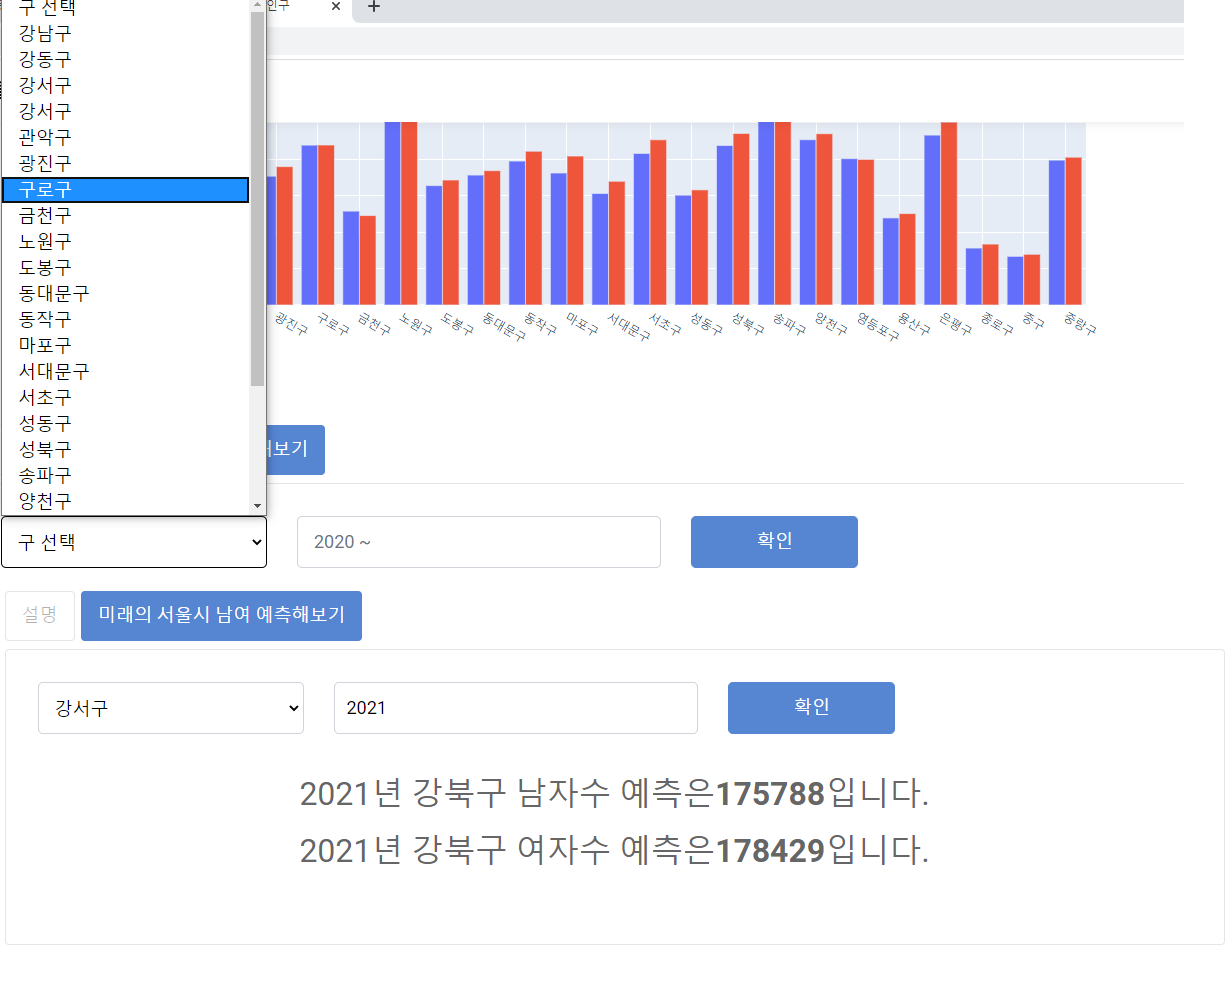 구 선택
강남구
강동구
강서구
강서구
관악구
광진구
구로구
금천구
노원구
도봉구
동대문구
동작구
마포구
서대문구
서초구
성동구
성북구
송파구
양천구
인구
광진구 구로구 금천구 노원구 도봉구 동대문구 동작구 마포구 서대문구 서초구 성동구 성북구 송파구 양천구 영등포구 용산구 은평구 종로구 중구 중랑구
보기
구 선택 2020 ~ 확인
설명 미래의 서울시 남여 예측해보기
강서구 2021 확인
2021년 강북구 남자수 예측은175788입니다.
2021년 강북구 여자수 예측은178429입니다.